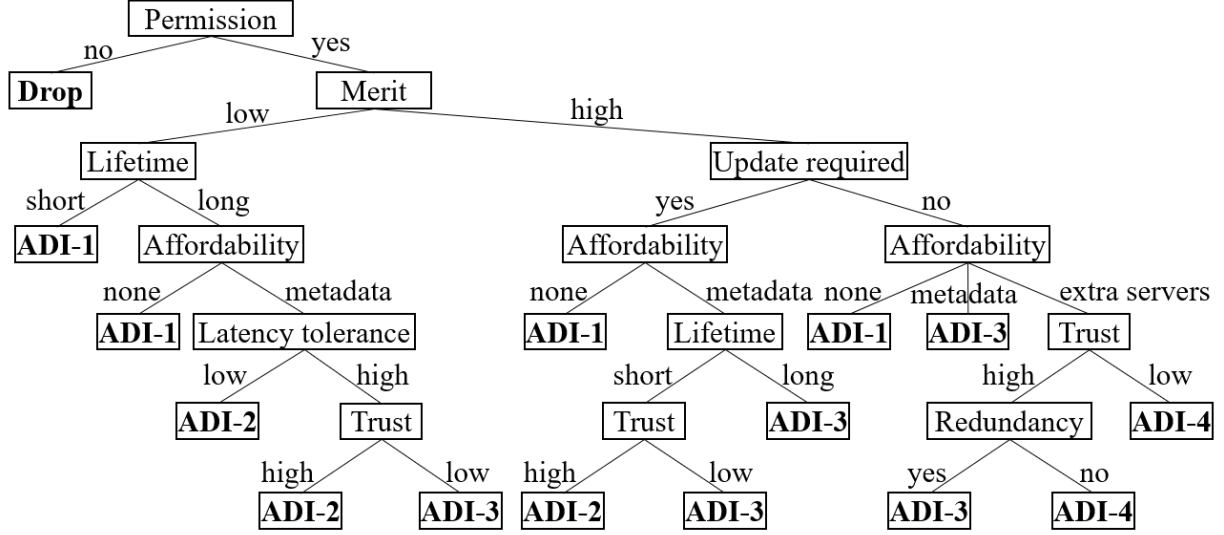 Permission
no
yes
Drop
Merit
low
high
Lifetime
Update required
short
long
yes
no
ADI-1
Affordability
Affordability
Affordability
none
metadata
none
metadata
none
metadata
extra servers
ADI-1
Latency tolerance
ADI-1
Lifetime
ADI-1
ADI-3
Trust
low
high
short
long
high
low
ADI-2
Trust
Trust
ADI-3
Redundancy
ADI-4
high
low
high
low
yes
no
ADI-2
ADI-3
ADI-2
ADI-3
ADI-3
ADI-4